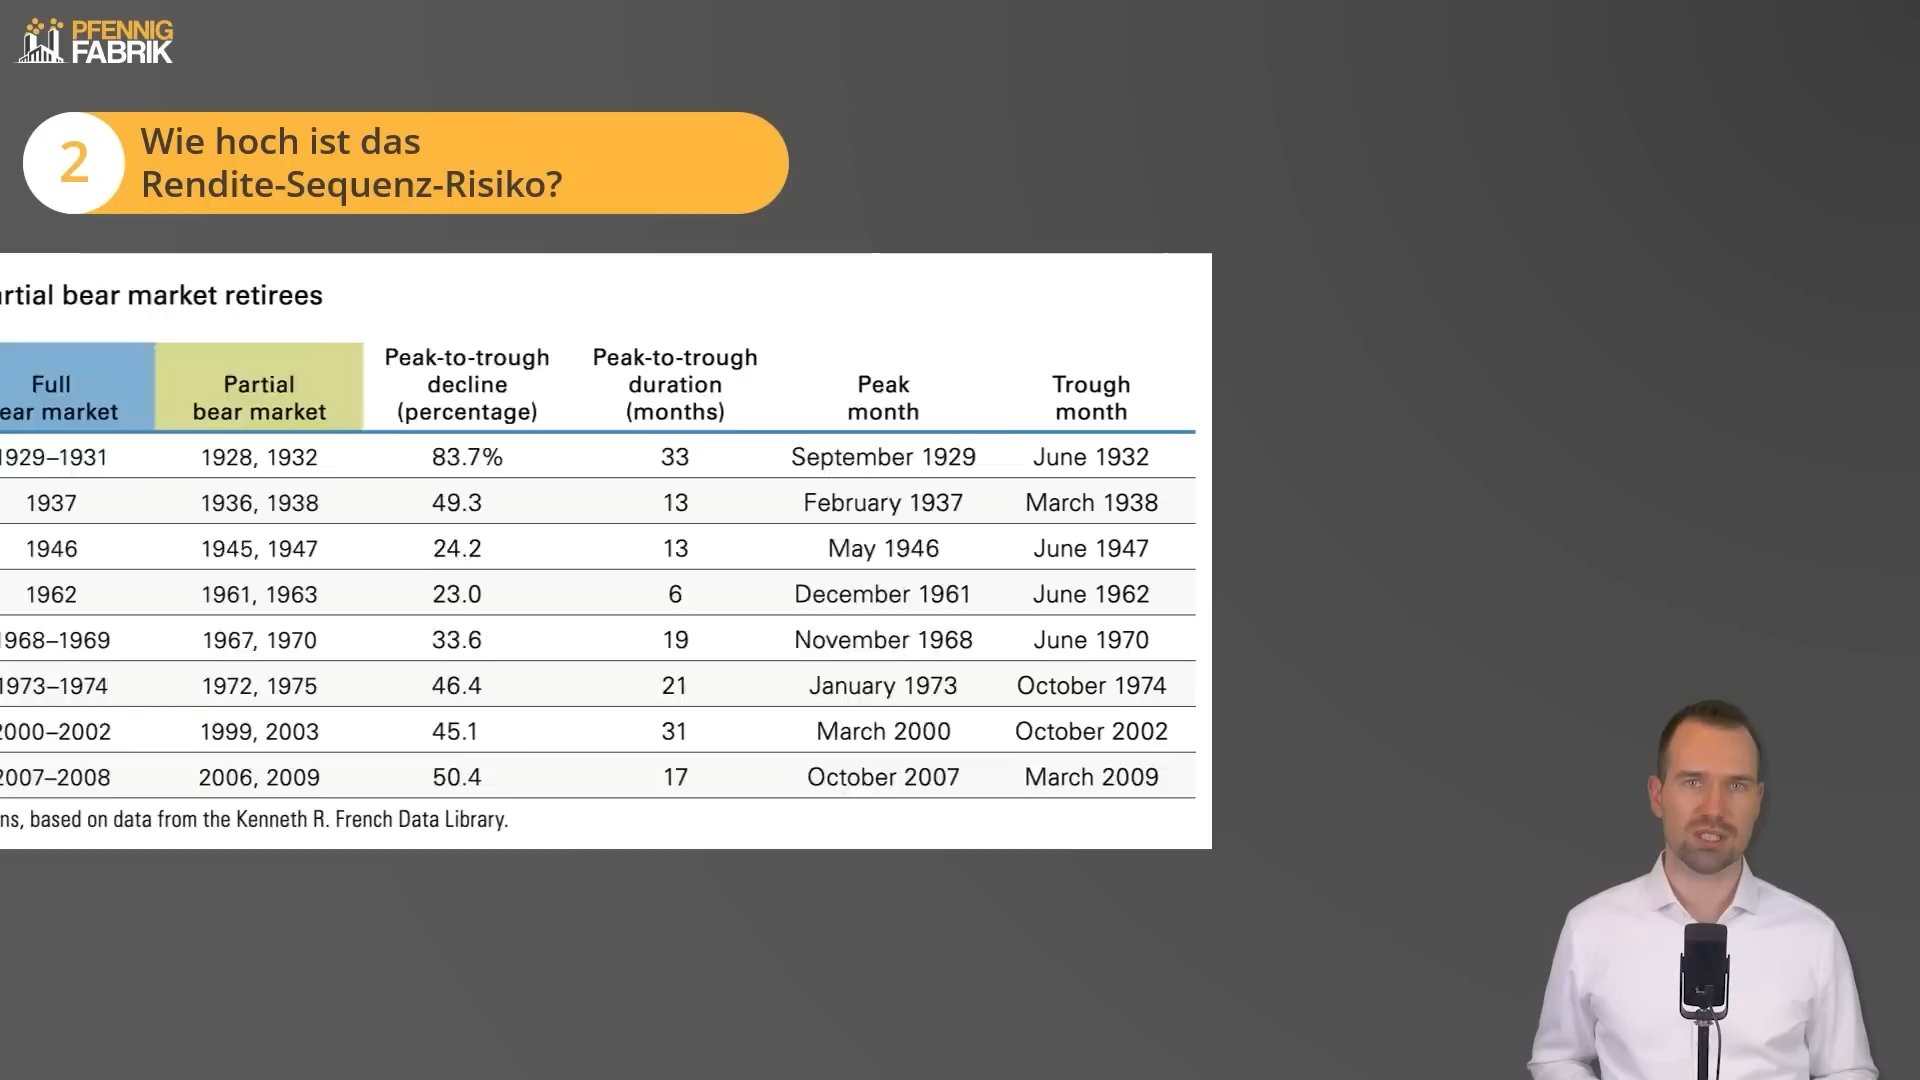 PFENNIG
FABRIK
2
Wie hoch ist das
Rendite-Sequenz-Risiko?
artial bear market retirees
Full
ear market
Partial
bear market
Peak-to-trough
decline
(percentage)
Peak-to-trough
duration
(months)
Peak
month
Trough
month
1929–1931 1928, 1932 83.7% 33 September 1929 June 1932
1937 1936, 1938 49.3 13 February 1937 March 1938
1946 1945, 1947 24.2 13 May 1946 June 1947
1962 1961, 1963 23.0 6 December 1961 June 1962
1968–1969 1967, 1970 33.6 19 November 1968 June 1970
1973–1974 1972, 1975 46.4 21 January 1973 October 1974
2000–2002 1999, 2003 45.1 31 March 2000 October 2002
2007–2008 2006, 2009 50.4 17 October 2007 March 2009
ns, based on data from the Kenneth R. French Data Library.